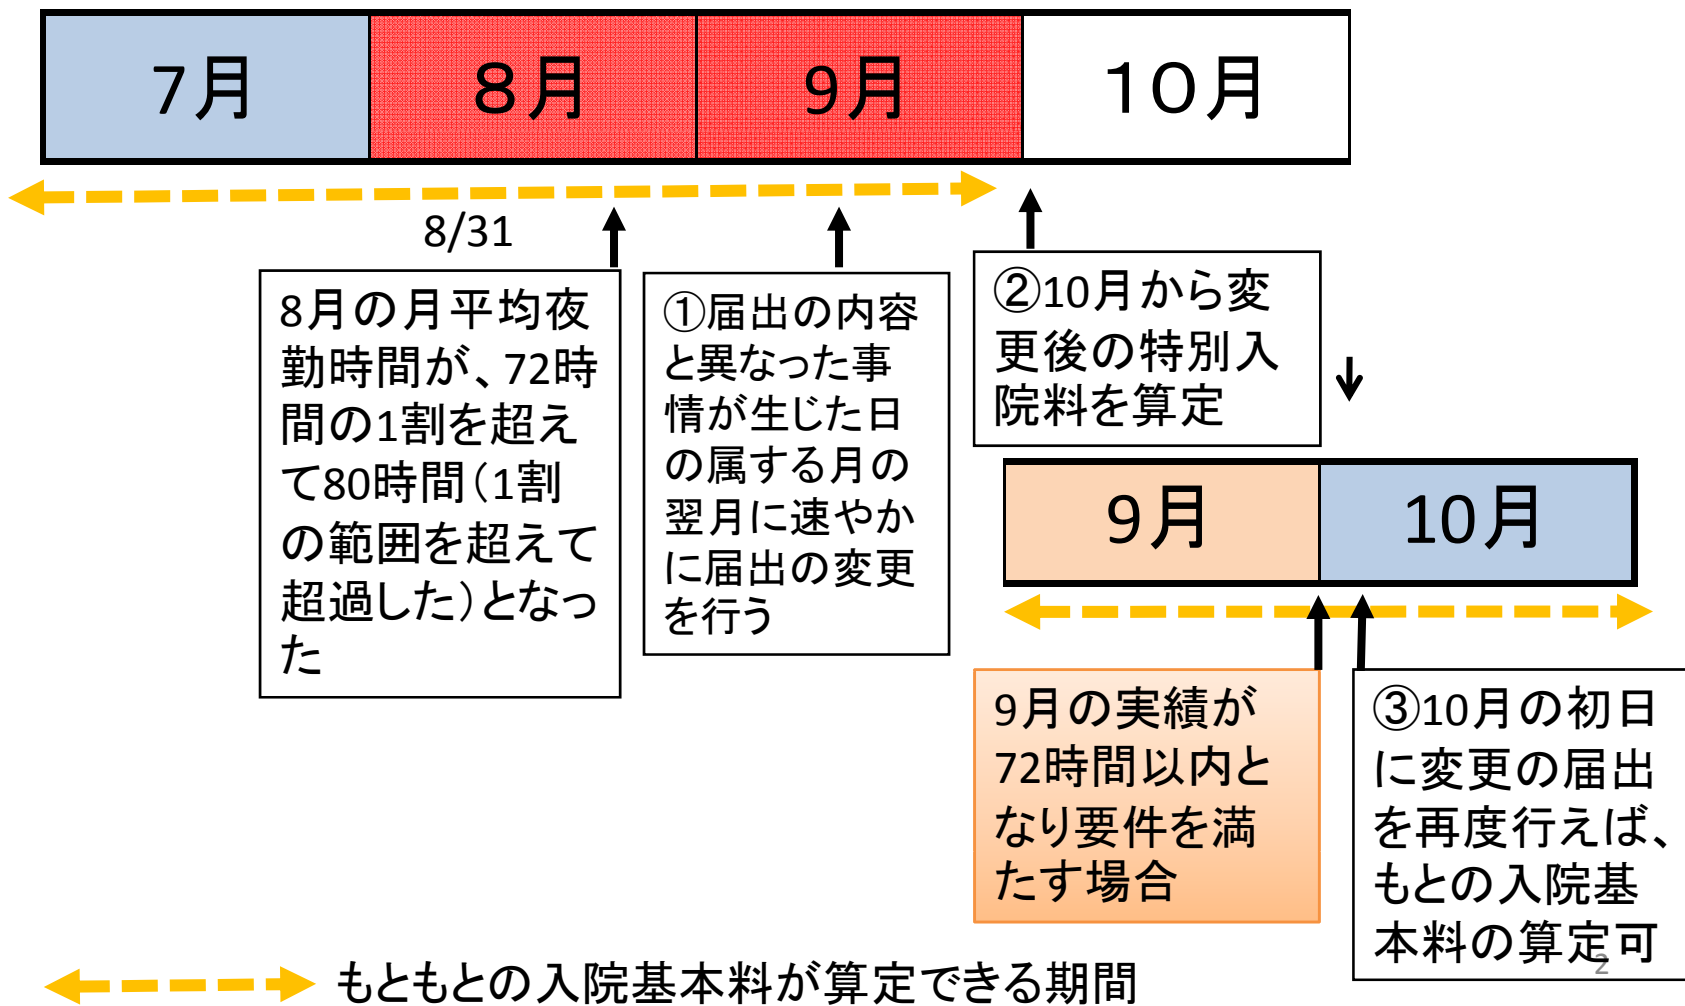 7月
８月
9月
１０月
8/31
8月の月平均夜
勤時間が、72時
間の1割を超え
て80時間（1割
の範囲を超えて
超過した）となっ
た
①届出の内容
と異なった事
情が生じた日
の属する月の
翌月に速やか
に届出の変更
を行う
②10月から変
更後の特別入
院料を算定
9月
10月
9月の実績が
72時間以内と
なり要件を満
たす場合
③10月の初日
に変更の届出
を再度行えば、
もとの入院基
本料の算定可
2
もともとの入院基本料が算定できる期間